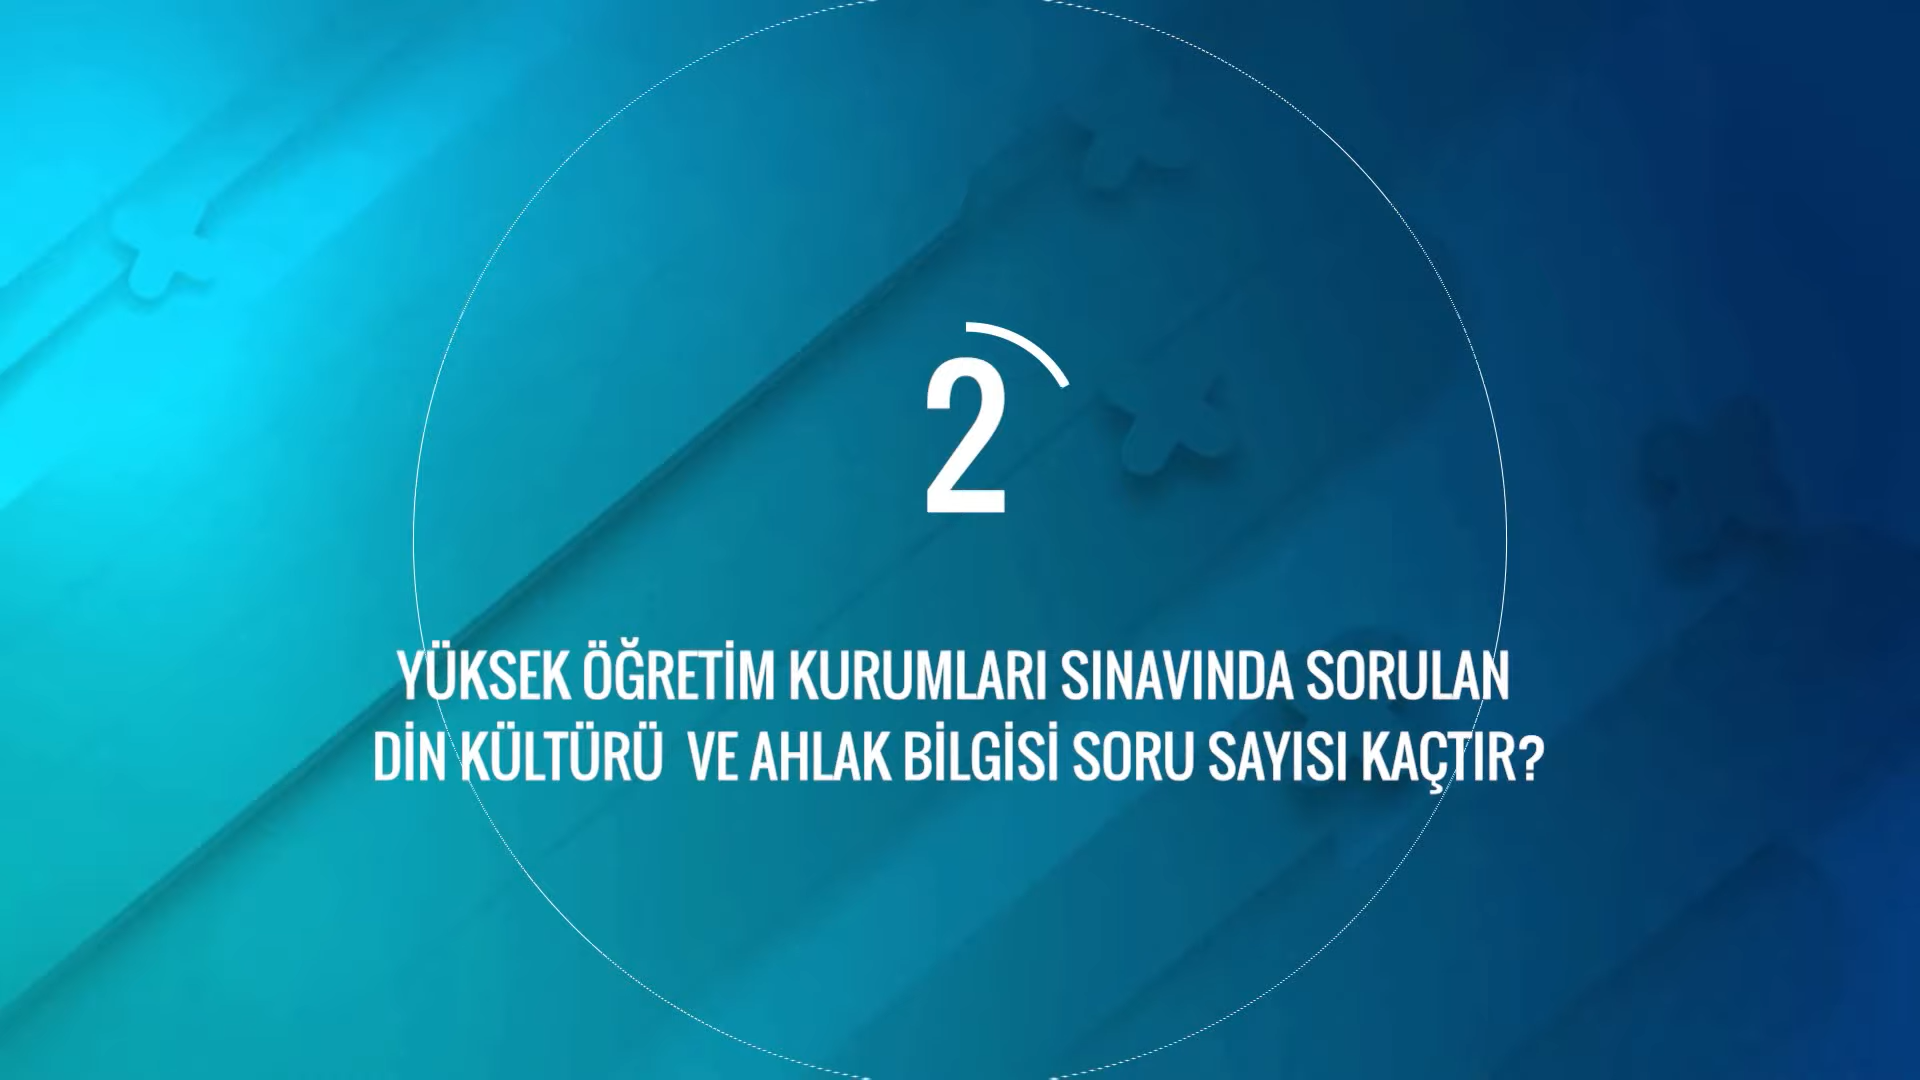 2
YÜKSEK ÖĞRETİM KURUMLARI SINAVINDA SORULAN
DİN KÜLTÜRÜ VE AHLAK BİLGİSİ SORU SAYISI KAÇTIR?